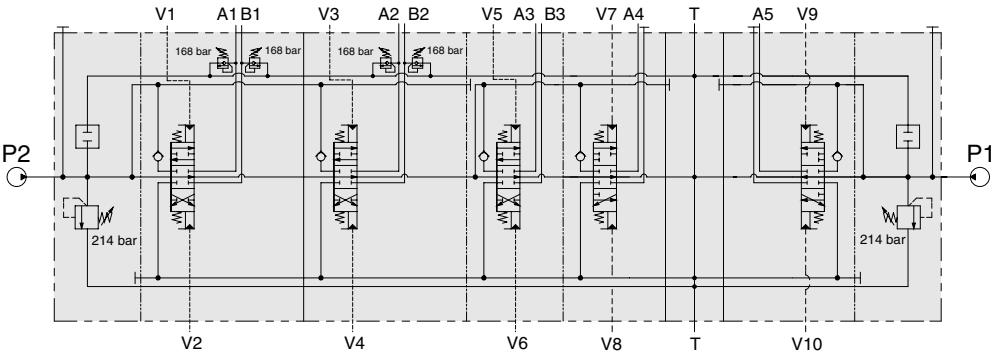 V1 A1 B1 V3 A2 B2 V5 A3 B3 V7 A4 T A5 V9
168 bar 168 bar 168 bar 168 bar
P2 P1
214 bar 214 bar
V2 V4 V6 V8 T V10